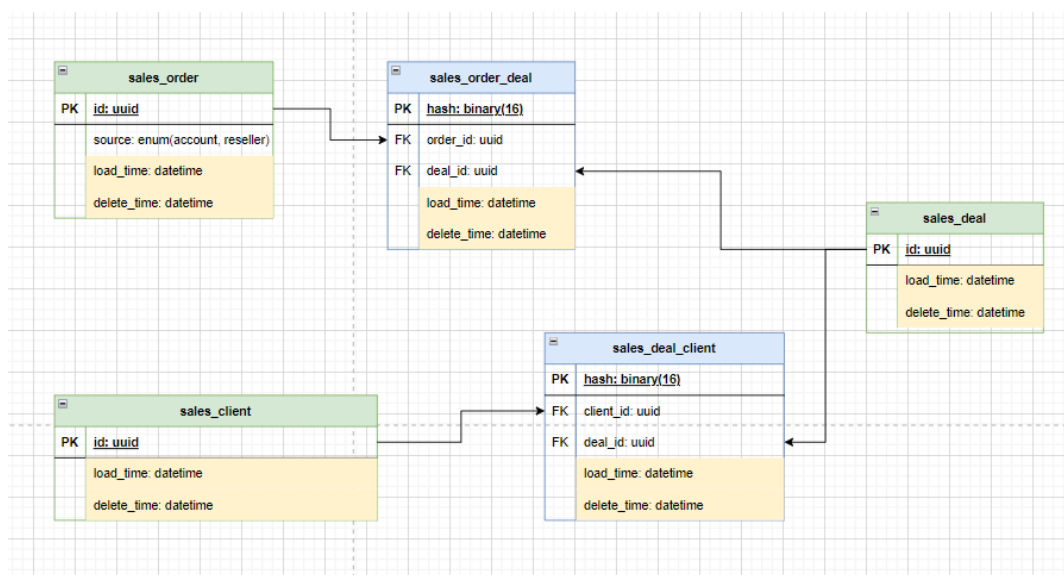 sales_order
PK id: uuid
source: enum(account, reseller)
load_time: datetime
delete_time: datetime
sales_order_deal
PK hash: binary(16)
FK order_id: uuid
FK deal_id: uuid
load_time: datetime
delete_time: datetime
sales_deal
PK id: uuid
load_time: datetime
delete_time: datetime
sales_deal_client
PK hash: binary(16)
FK client_id: uuid
FK deal_id: uuid
load_time: datetime
delete_time: datetime
sales_client
PK id: uuid
load_time: datetime
delete_time: datetime